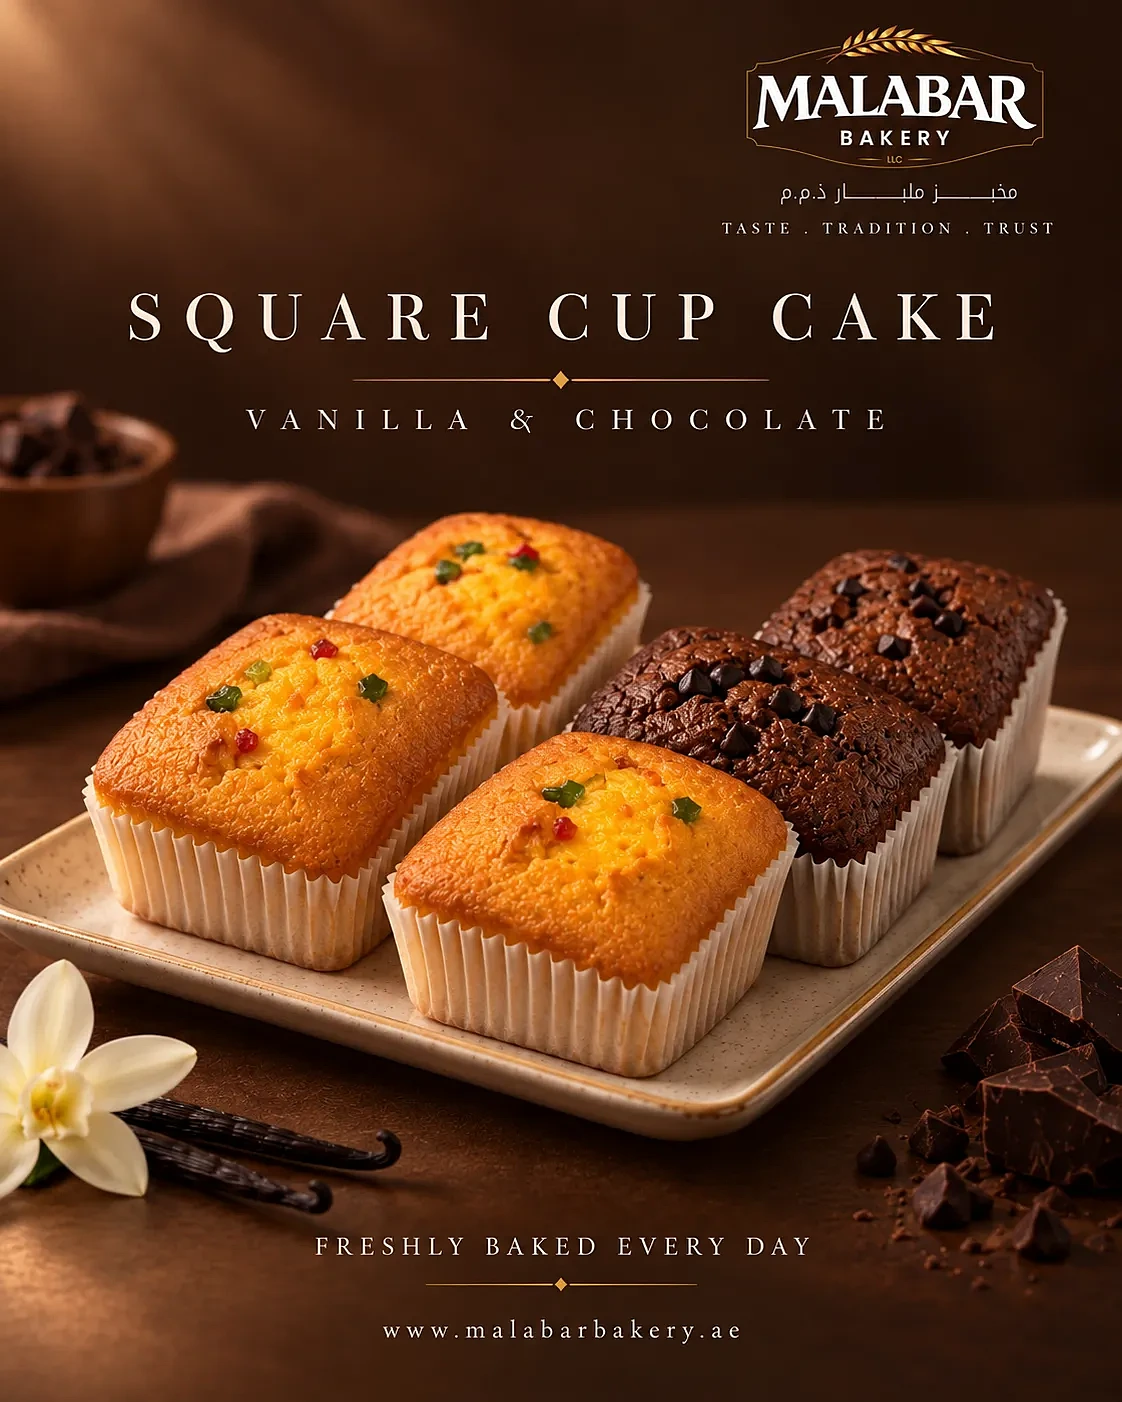 MALABAR
BAKERY
LLC
مخبـــز ملبـــار ذ.م.م
TASTE . TRADITION . TRUST
SQUARE CUP CAKE
VANILLA & CHOCOLATE
FRESHLY BAKED EVERY DAY
www.malabarbakery.ae